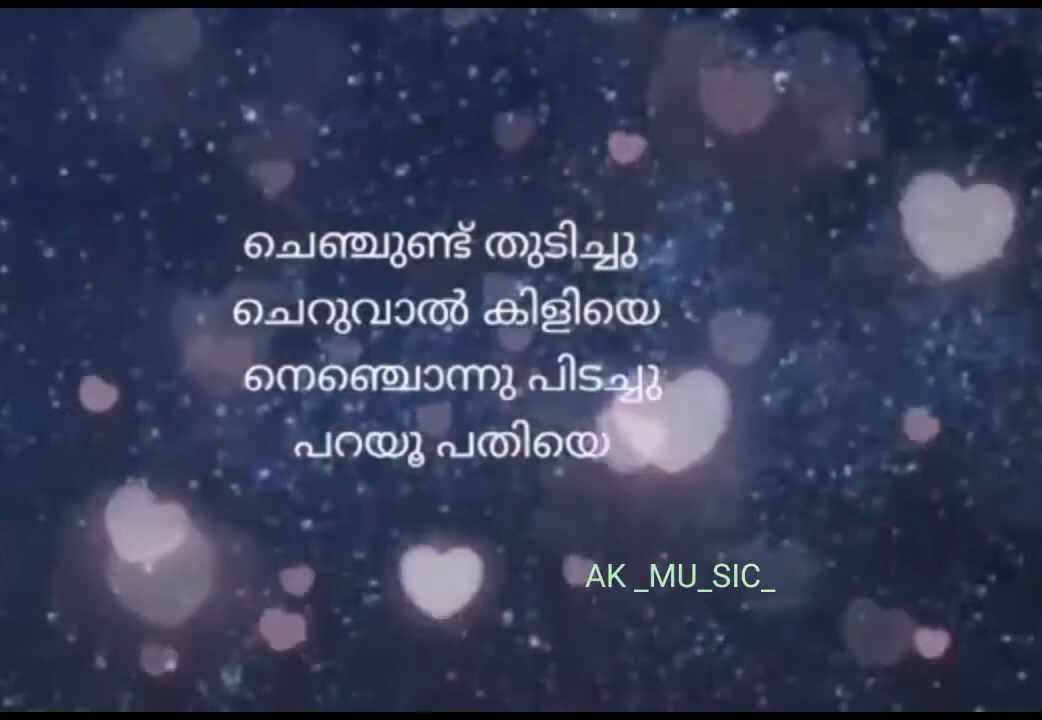 ചെഞ്ചുണ്ട് തുടിച്ചു
ചെറുവാൽ കിളിയെ
നെഞ്ചൊന്നു പിടച്ചു
പറയൂ പതിയെ
AK _MU_SIC_